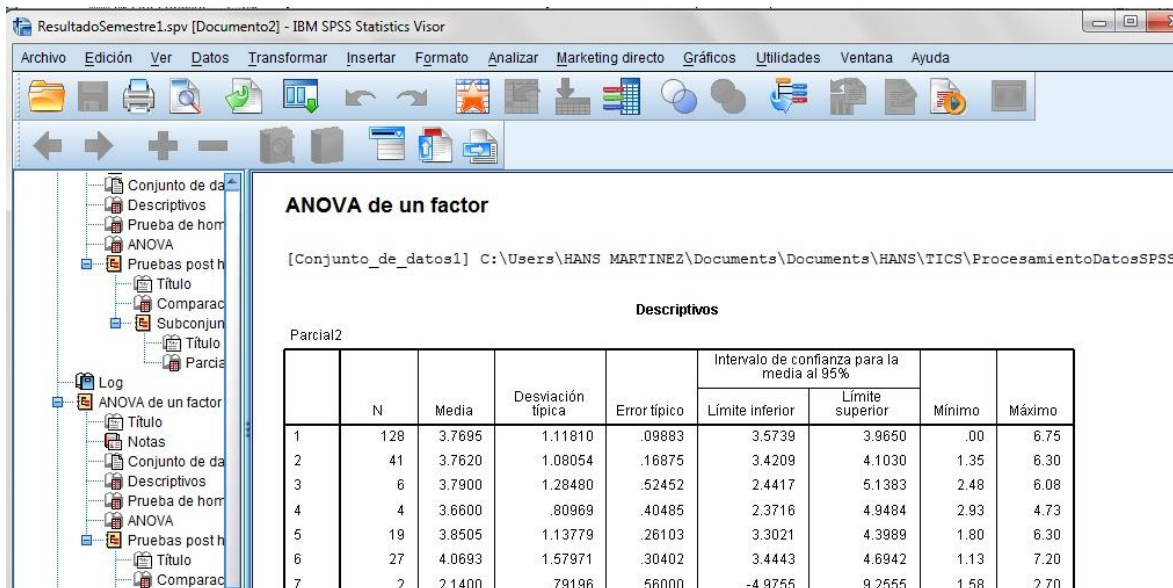 ResultadoSemestre1.spv [Documento2] - IBM SPSS Statistics Visor
Archivo Edición Ver Datos Transformar Insertar Formato Analizar Marketing directo Gráficos Utilidades Ventana Ayuda
Conjunto de da
Descriptivos
Prueba de hom
ANOVA
Pruebas post h
Título
Comparac
Subconjun
Título
Parcia
Log
ANOVA de un factor
Título
Notas
Conjunto de da
Descriptivos
Prueba de hom
ANOVA
Pruebas post h
Título
Comparac
ANOVA de un factor
[Conjunto_de_datos1] C:\Users\HANS MARTINEZ\Documents\Documents\HANS\TICS\ProcesamientoDatosSPSS
Descriptivos
Parcial2
Intervalo de confianza para la media al 95%
N Media Desviación típica Error típico Límite inferior Límite superior Mínimo Máximo
1 128 3.7695 1.11810 .09883 3.5739 3.9650 .00 6.75
2 41 3.7620 1.08054 .16875 3.4209 4.1030 1.35 6.30
3 6 3.7900 1.28480 .52452 2.4417 5.1383 2.48 6.08
4 4 3.6600 .80969 .40485 2.3716 4.9484 2.93 4.73
5 19 3.8505 1.13779 .26103 3.3021 4.3989 1.80 6.30
6 27 4.0693 1.57971 .30402 3.4443 4.6942 1.13 7.20
7 2 2.1400 .79196 .56000 -4.9755 9.2555 1.58 2.70